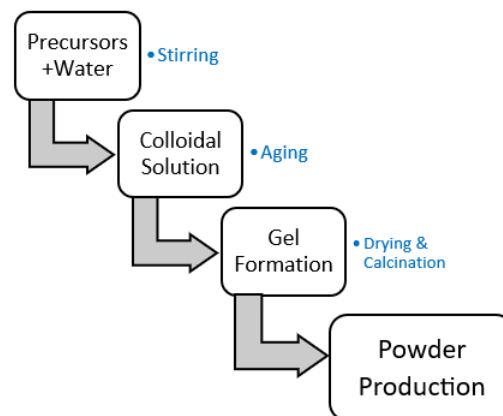 Precursors
+Water
• Stirring
Colloidal
Solution
• Aging
Gel
Formation
• Drying &
Calcination
Powder
Production